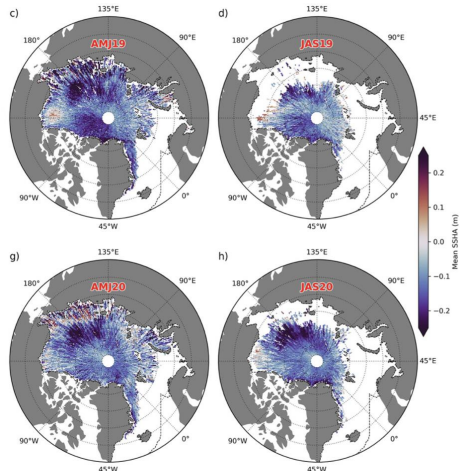 c)
135°E
AMJ19
180°
90°E
90°W
0°
45°W
d)
135°E
JAS19
180°
90°E
45°E
90°W
0°
45°W
0.2
0.1
0.0
−0.1
−0.2
Mean SSHA (m)
g)
135°E
AMJ20
180°
90°E
90°W
0°
45°W
h)
135°E
JAS20
180°
90°E
45°E
90°W
0°
45°W